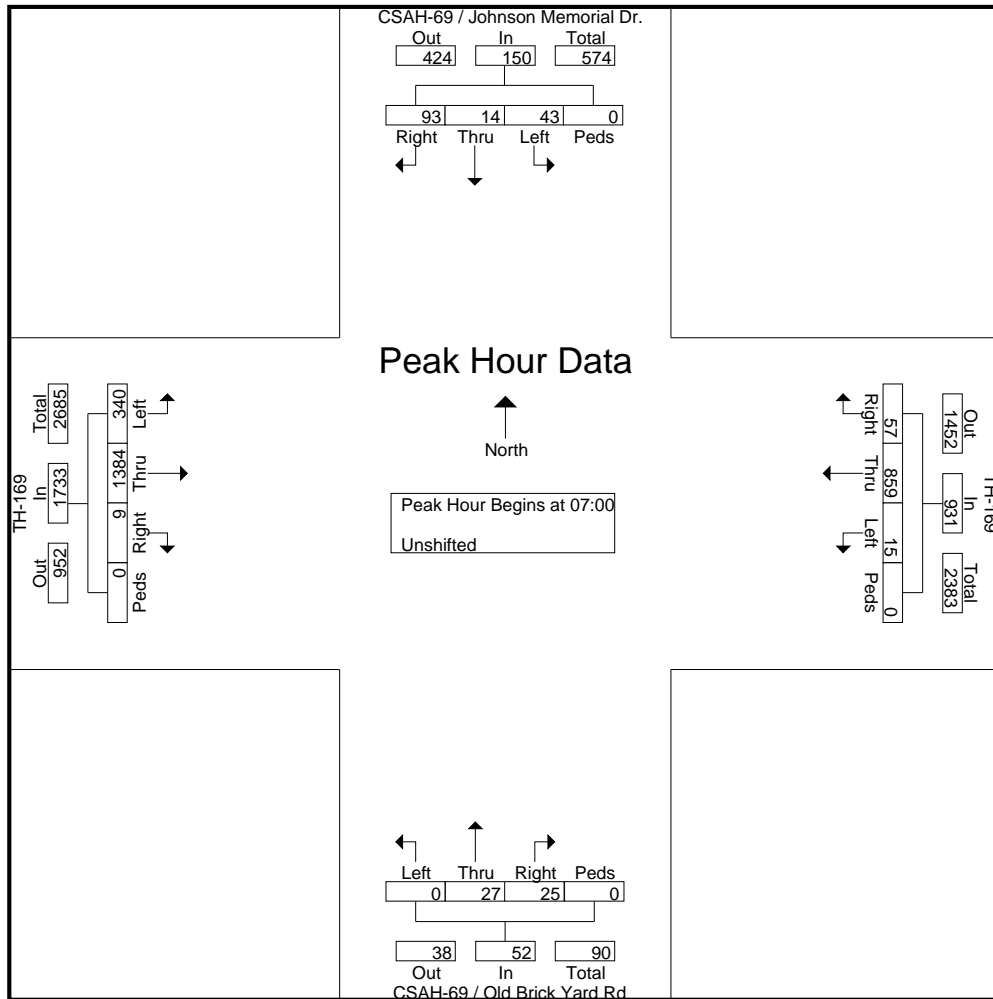 CSAH-69 / Johnson Memorial Dr.
Out In Total
424 150 574
93 14 43 0
Right Thru Left Peds
Peak Hour Data
North
Peak Hour Begins at 07:00
Unshifted
TH-169
Total In Out
2685 1733 952
340 1384 9 0
Left Thru Right Peds
TH-169
Out In Total
1452 931 2383
57 859 15 0
Right Thru Left Peds
Left Thru Right Peds
0 27 25 0
38 52 90
Out In Total
CSAH-69 / Old Brick Yard Rd